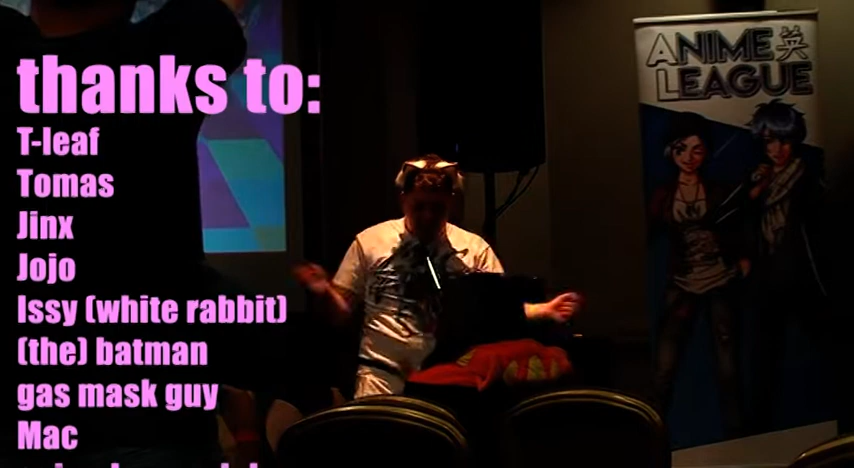 thanks to:
T-leaf
Tomas
Jinx
Jojo
Issy (white rabbit)
(the) batman
gas mask guy
Mac
ANIME
LEAGUE